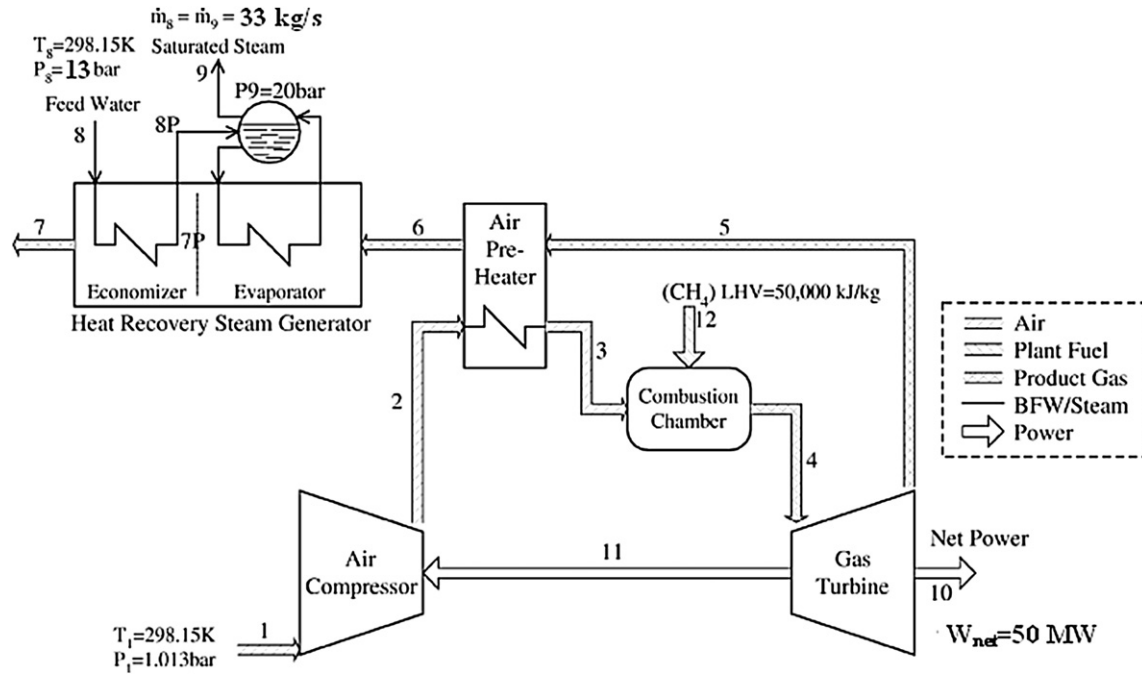 ṁ₈ = ṁ₉ = 33 kg/s
T₈=298.15K
P₈=13 bar
Saturated Steam
9
P9=20bar
Feed Water
8
8P
7
7P
Economizer
Evaporator
Heat Recovery Steam Generator
6
Air
Pre-
Heater
5
(CH₄) LHV=50,000 kJ/kg
12
3
2
Combustion
Chamber
4
Air
Plant Fuel
Product Gas
BFW/Steam
Power
Air
Compressor
11
Gas
Turbine
Net Power
10
Wₙₑₜ=50 MW
1
T₁=298.15K
P₁=1.013bar